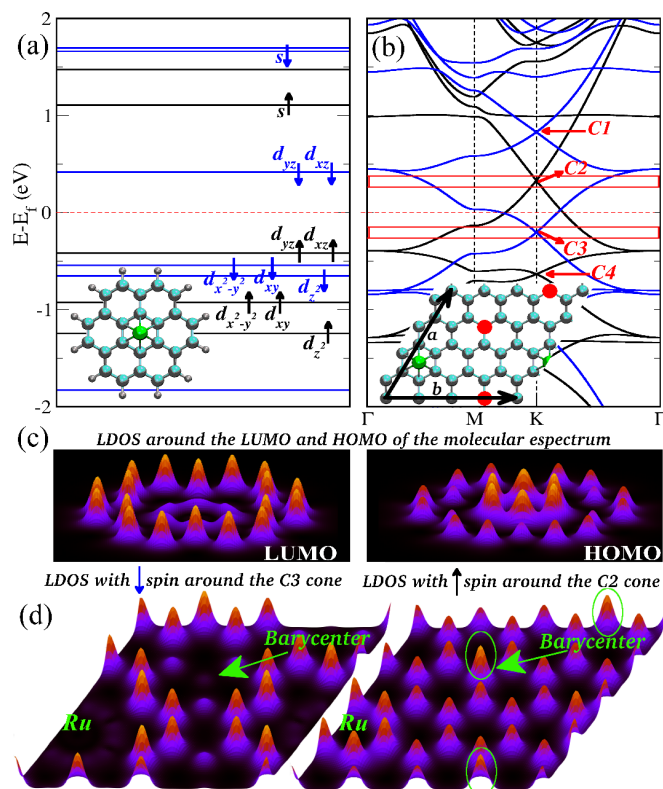 (a)
(b)
E-E_f (eV)
2
1
0
-1
-2
s
s
d_yz d_xz
d_yz d_xz
d_x²-y² d_xy d_z²
d_x²-y² d_xy
d_z²
C1
C2
C3
C4
a
b
Γ M K Γ
(c)
LDOS around the LUMO and HOMO of the molecular espectrum
LUMO
HOMO
LDOS with ↓ spin around the C3 cone
LDOS with ↑ spin around the C2 cone
(d)
Barycenter
Barycenter
Ru
Ru